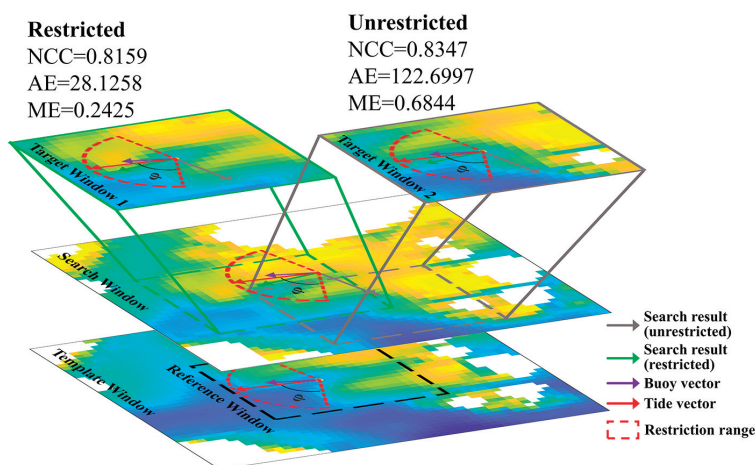 Restricted
NCC=0.8159
AE=28.1258
ME=0.2425
Unrestricted
NCC=0.8347
AE=122.6997
ME=0.6844
Target Window 1
Target Window 2
Search Window
Template Window
Reference Window
Search result
(unrestricted)
Search result
(restricted)
Buoy vector
Tide vector
Restriction range